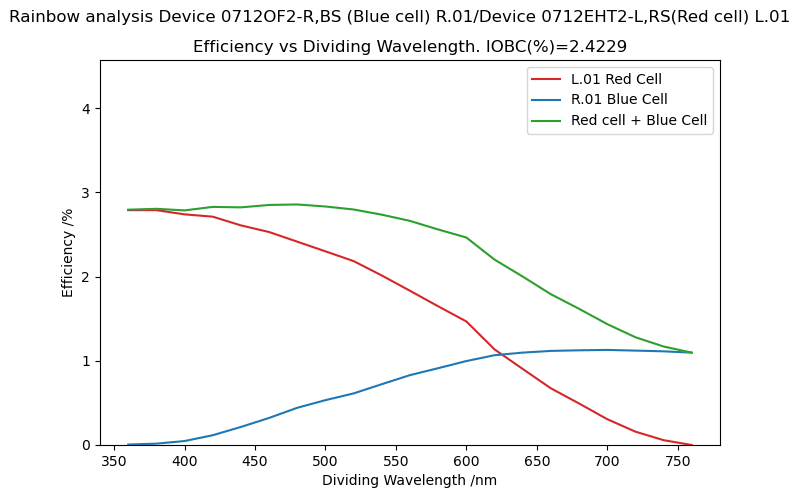 Rainbow analysis Device 0712OF2-R,BS (Blue cell) R.01/Device 0712EHT2-L,RS(Red cell) L.01
Efficiency vs Dividing Wavelength. IOBC(%)=2.4229
L.01 Red Cell
R.01 Blue Cell
Red cell + Blue Cell
Efficiency /%
4
3
2
1
0
350 400 450 500 550 600 650 700 750
Dividing Wavelength /nm